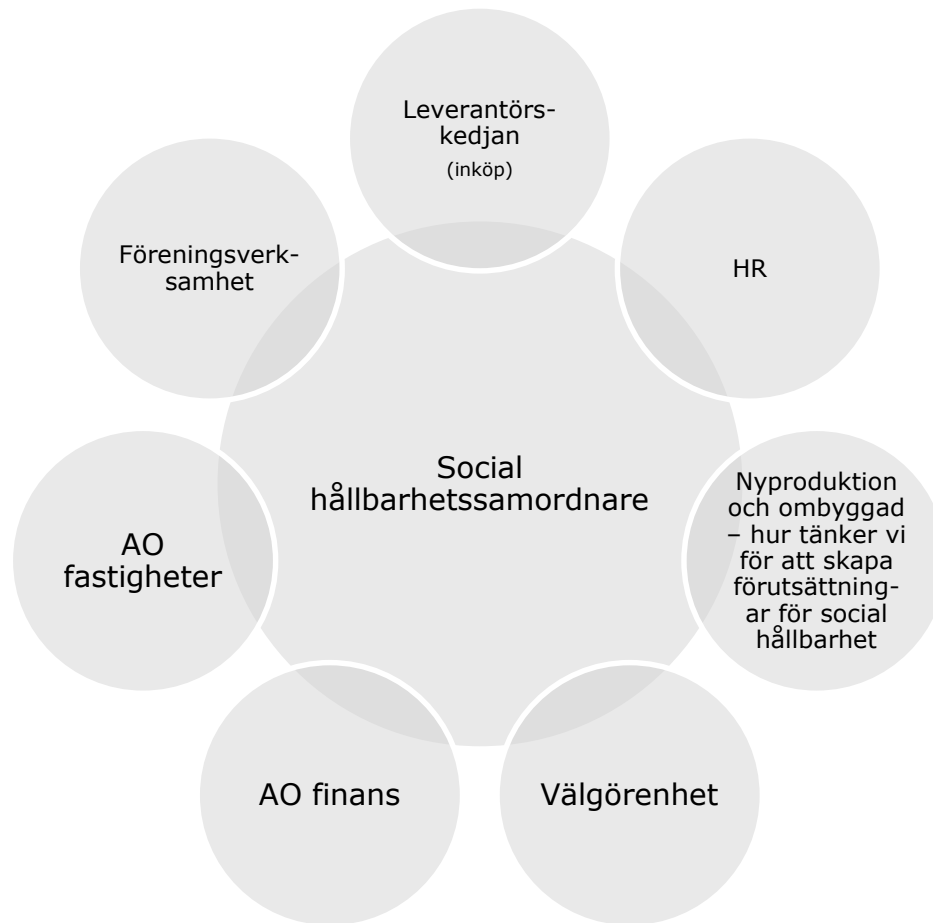 Leverantörs-
kedjan
(inköp)
Föreningsverk-
samhet
HR
Social
hållbarhetssamordnare
Nyproduktion
och ombyggad
– hur tänker vi
för att skapa
förutsättning-
ar för social
hållbarhet
AO
fastigheter
AO finans
Välgörenhet